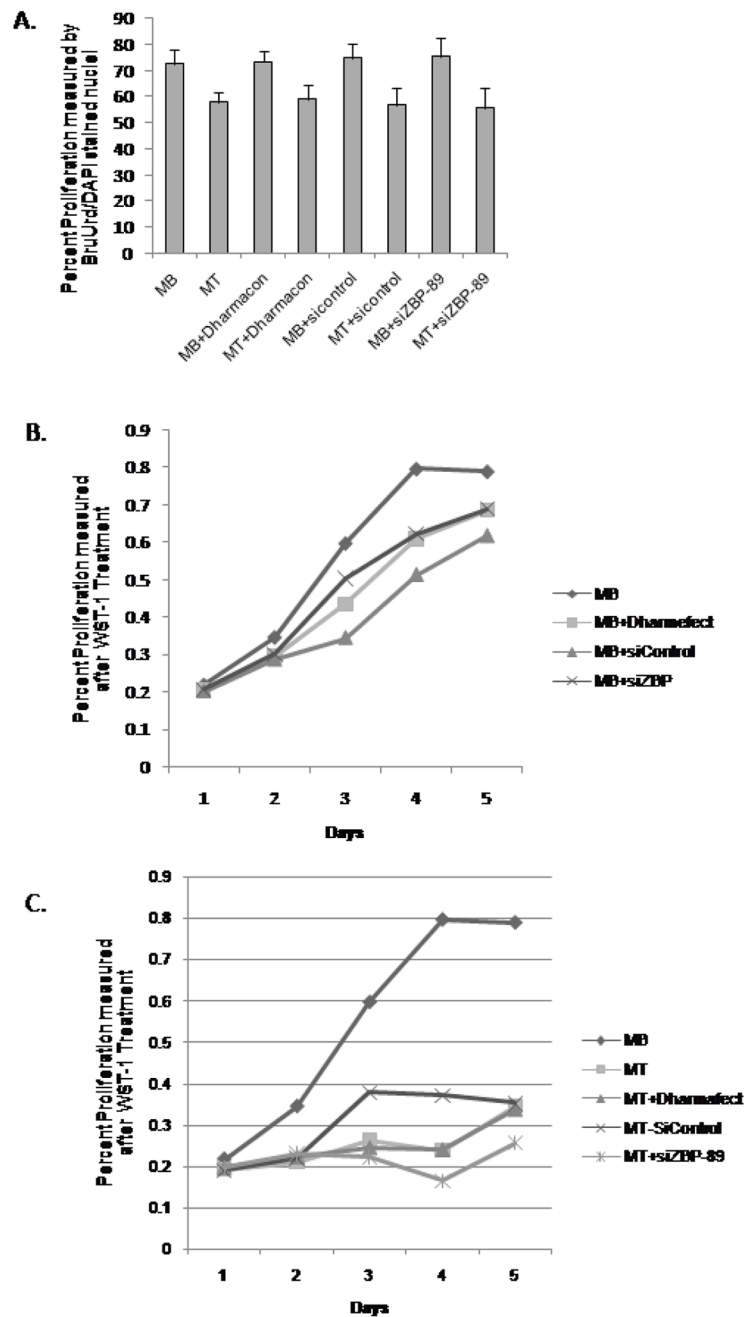 A.
Percent Proliferation measured by
BruUrd/DAPI stained nuclei
90
80
70
60
50
40
30
20
10
0
MB
MT
MB+Dharmacon
MT+Dharmacon
MB+sicontrol
MT+sicontrol
MB+siZBP-89
MT+siZBP-89
B.
Percent Proliferation measured
after WST-1 Treatment
0.9
0.8
0.7
0.6
0.5
0.4
0.3
0.2
0.1
0
1 2 3 4 5
Days
MB
MB+Dharmefect
MB+siControl
MB+siZBP
C.
Percent Proliferation measured
after WST-1 Treatment
0.9
0.8
0.7
0.6
0.5
0.4
0.3
0.2
0.1
0
1 2 3 4 5
Days
MB
MT
MT+Dharmafect
MT-SiControl
MT+siZBP-89